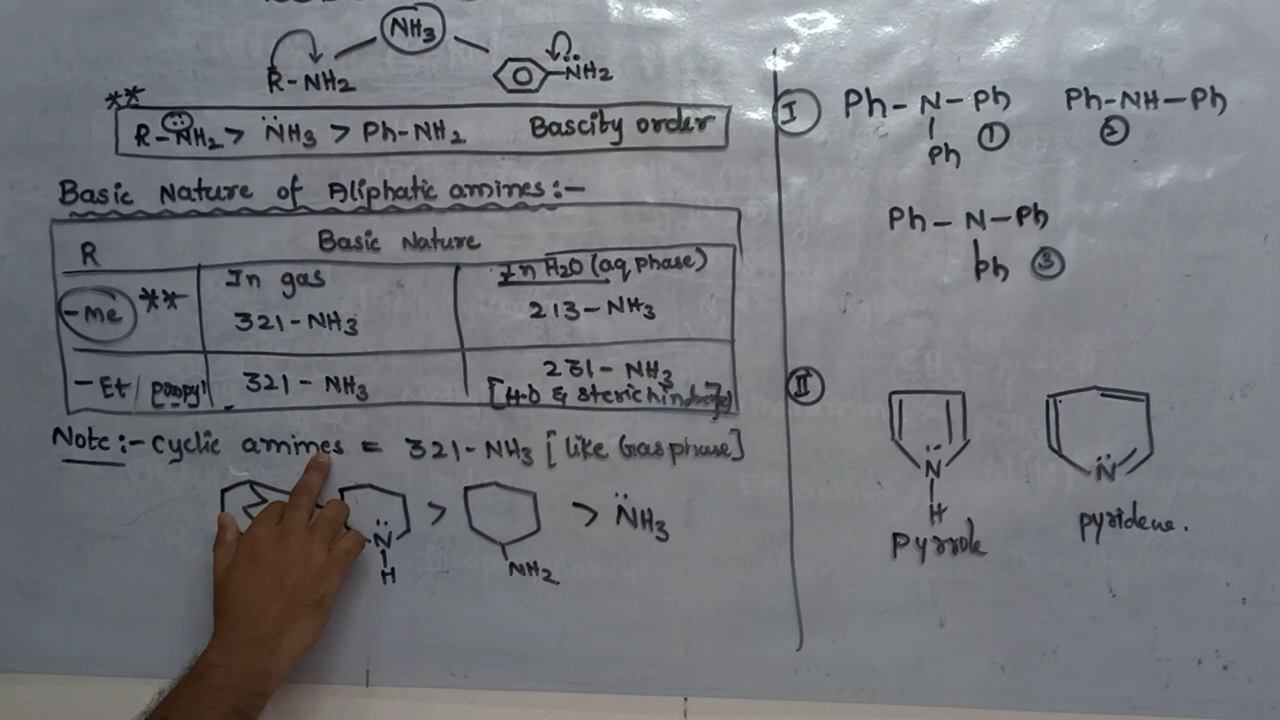 NH3
R-NH2
NH2
**
R-NH2 > NH3 > Ph-NH2 Bascity order
Basic Nature of Aliphatic amines:-
R
Basic Nature
In gas
In H2O (aq phase)
-Me **
321-NH3
213-NH3
-Et/ propyl
321-NH3
231-NH3
[H.b & steric hindrance]
Note:- Cyclic amines = 321-NH3 [Like Gas phase]
N
H
>
NH2
> NH3
I
Ph-N-Ph
Ph
1
Ph-NH-Ph
2
Ph-N-Ph
Ph
3
II
N
H
Pyrrole
N
pyridene.